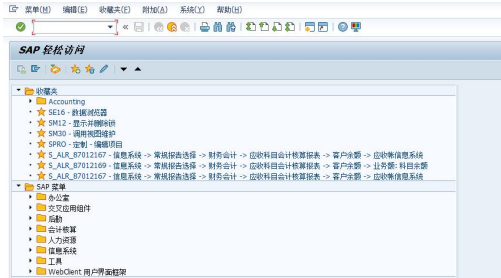 菜单(M) 编辑(E) 收藏夹(F) 附加(A) 系统(Y) 帮助(H)
SAP 轻松访问
收藏夹
Accounting
SE16 - 数据浏览器
SM12 - 显示并删除锁
SM30 - 调用视图维护
SPRO - 定制 - 编辑项目
S_ALR_87012167 - 信息系统 -> 常规报告选择 -> 财务会计 -> 应收科目会计核算报表 -> 客户余额 -> 应收帐信息系统
S_ALR_87012169 - 信息系统 -> 常规报告选择 -> 财务会计 -> 应收科目会计核算报表 -> 客户余额 -> 业务额: 科目余额
S_ALR_87012167 - 信息系统 -> 常规报告选择 -> 财务会计 -> 应收科目会计核算报表 -> 客户余额 -> 应收帐信息系统
SAP 菜单
办公室
交叉应用组件
后勤
会计核算
人力资源
信息系统
工具
WebClient 用户界面框架